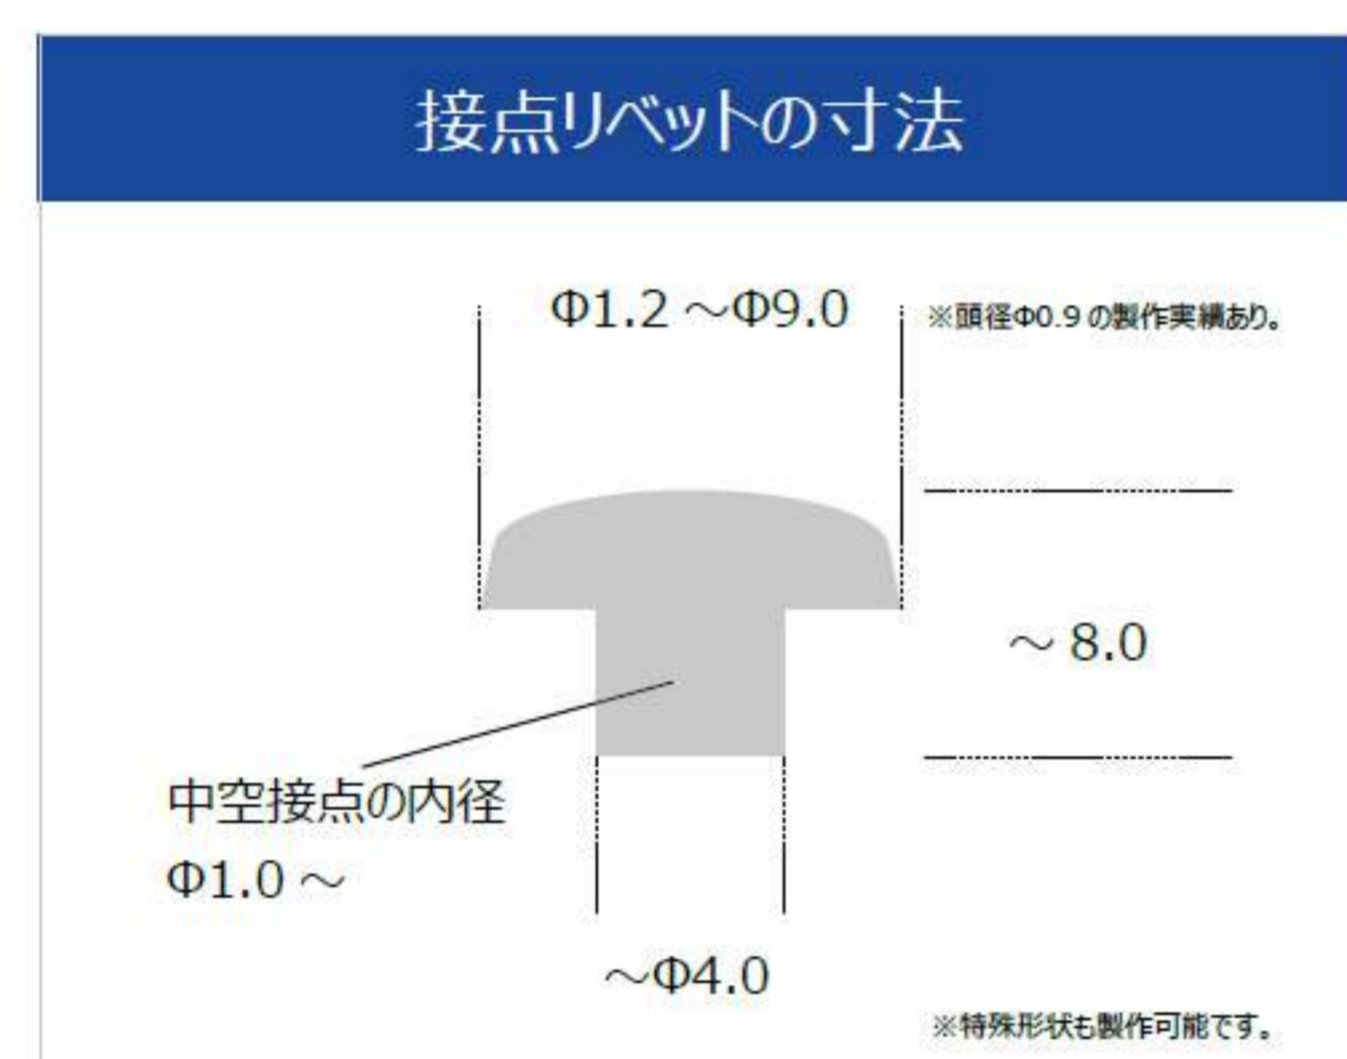 接点リベットの寸法
Φ1.2 ～Φ9.0
※頭径Φ0.9 の製作実績あり。
～ 8.0
中空接点の内径
Φ1.0 ～
～Φ4.0
※特殊形状も製作可能です。